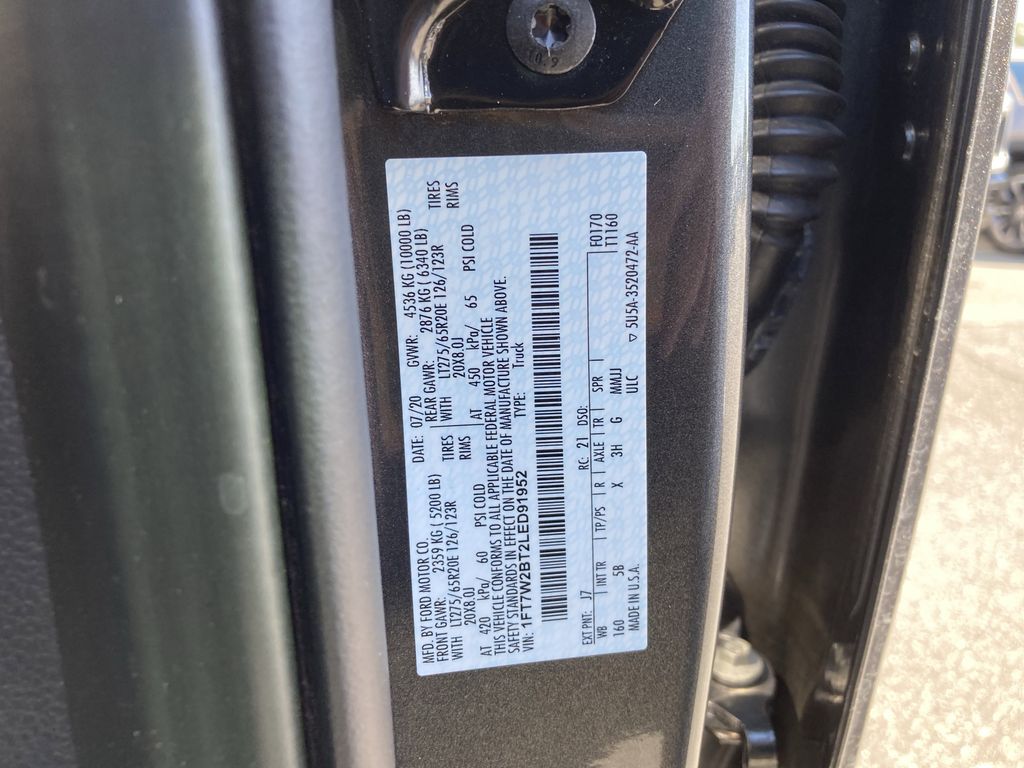 10.9
MFD. BY FORD MOTOR CO. DATE: 07/20 GVWR: 4536 KG (10000 LB)
FRONT GAWR: 2359 KG ( 5200 LB) REAR GAWR: 2876 KG ( 6340 LB)
WITH LT275/65R20E 126/123R TIRES WITH LT275/65R20E 126/123R TIRES
20X8.0J RIMS 20X8.0J RIMS
AT 420 kPa/ 60 PSI COLD AT 450 kPa/ 65 PSI COLD
THIS VEHICLE CONFORMS TO ALL APPLICABLE FEDERAL MOTOR VEHICLE
SAFETY STANDARDS IN EFFECT ON THE DATE OF MANUFACTURE SHOWN ABOVE.
VIN: 1FT7W2BT2LED91952 TYPE: Truck
EXT PNT: J7 RC: 21 DSO: F0170
WB INT TR TP/PS R AXLE TR SPR T1160
160 5B X 3H G MMJJ
MADE IN U.S.A. ULC ▽ 5U5A-3520472-AA